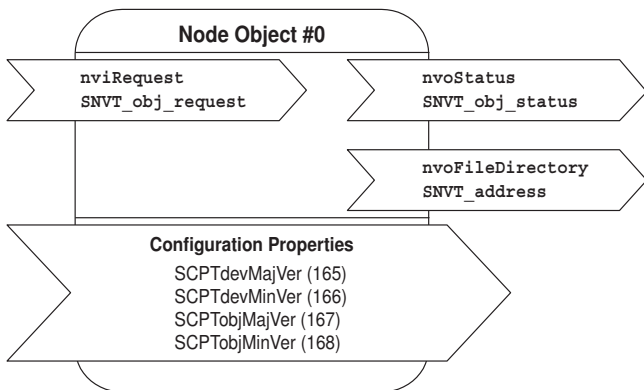 Node Object #0
nviRequest
SNVT_obj_request
nvoStatus
SNVT_obj_status
nvoFileDirectory
SNVT_address
Configuration Properties
SCPTdevMajVer (165)
SCPTdevMinVer (166)
SCPTobjMajVer (167)
SCPTobjMinVer (168)